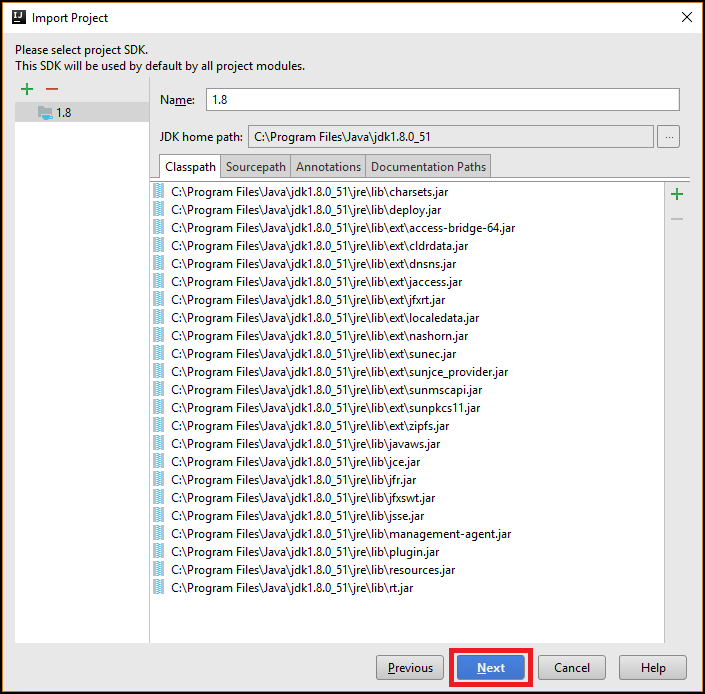 IJ Import Project
Please select project SDK.
This SDK will be used by default by all project modules.
1.8
Name: 1.8
JDK home path: C:\Program Files\Java\jdk1.8.0_51 ...
Classpath Sourcepath Annotations Documentation Paths
C:\Program Files\Java\jdk1.8.0_51\jre\lib\charsets.jar
C:\Program Files\Java\jdk1.8.0_51\jre\lib\deploy.jar
C:\Program Files\Java\jdk1.8.0_51\jre\lib\ext\access-bridge-64.jar
C:\Program Files\Java\jdk1.8.0_51\jre\lib\ext\cldrdata.jar
C:\Program Files\Java\jdk1.8.0_51\jre\lib\ext\dnsns.jar
C:\Program Files\Java\jdk1.8.0_51\jre\lib\ext\jaccess.jar
C:\Program Files\Java\jdk1.8.0_51\jre\lib\ext\jfxrt.jar
C:\Program Files\Java\jdk1.8.0_51\jre\lib\ext\localedata.jar
C:\Program Files\Java\jdk1.8.0_51\jre\lib\ext\nashorn.jar
C:\Program Files\Java\jdk1.8.0_51\jre\lib\ext\sunec.jar
C:\Program Files\Java\jdk1.8.0_51\jre\lib\ext\sunjce_provider.jar
C:\Program Files\Java\jdk1.8.0_51\jre\lib\ext\sunmscapi.jar
C:\Program Files\Java\jdk1.8.0_51\jre\lib\ext\sunpkcs11.jar
C:\Program Files\Java\jdk1.8.0_51\jre\lib\ext\zipfs.jar
C:\Program Files\Java\jdk1.8.0_51\jre\lib\javaws.jar
C:\Program Files\Java\jdk1.8.0_51\jre\lib\jce.jar
C:\Program Files\Java\jdk1.8.0_51\jre\lib\jfr.jar
C:\Program Files\Java\jdk1.8.0_51\jre\lib\jfxswt.jar
C:\Program Files\Java\jdk1.8.0_51\jre\lib\jsse.jar
C:\Program Files\Java\jdk1.8.0_51\jre\lib\management-agent.jar
C:\Program Files\Java\jdk1.8.0_51\jre\lib\plugin.jar
C:\Program Files\Java\jdk1.8.0_51\jre\lib\resources.jar
C:\Program Files\Java\jdk1.8.0_51\jre\lib\rt.jar
Previous Next Cancel Help